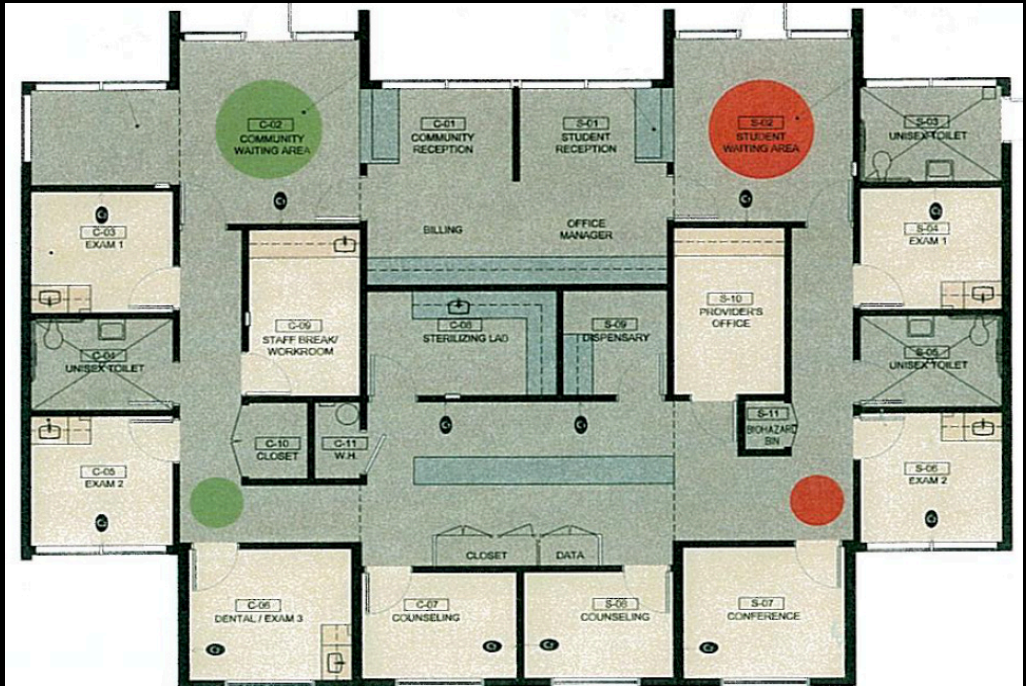 C-02
COMMUNITY
WAITING AREA
C-01
COMMUNITY
RECEPTION
S-01
STUDENT
RECEPTION
S-02
STUDENT
WAITING AREA
S-03
UNISEX TOILET
C-03
EXAM 1
BILLING
OFFICE
MANAGER
S-04
EXAM 1
C-09
STAFF BREAK/
WORKROOM
C-08
STERILIZING LAB
S-09
DISPENSARY
S-10
PROVIDER'S
OFFICE
C-04
UNISEX TOILET
S-05
UNISEX TOILET
C-10
CLOSET
C-11
W.H.
S-11
BIOHAZARD
BIN
C-05
EXAM 2
S-06
EXAM 2
CLOSET
DATA
C-06
DENTAL / EXAM 3
C-07
COUNSELING
S-08
COUNSELING
S-07
CONFERENCE